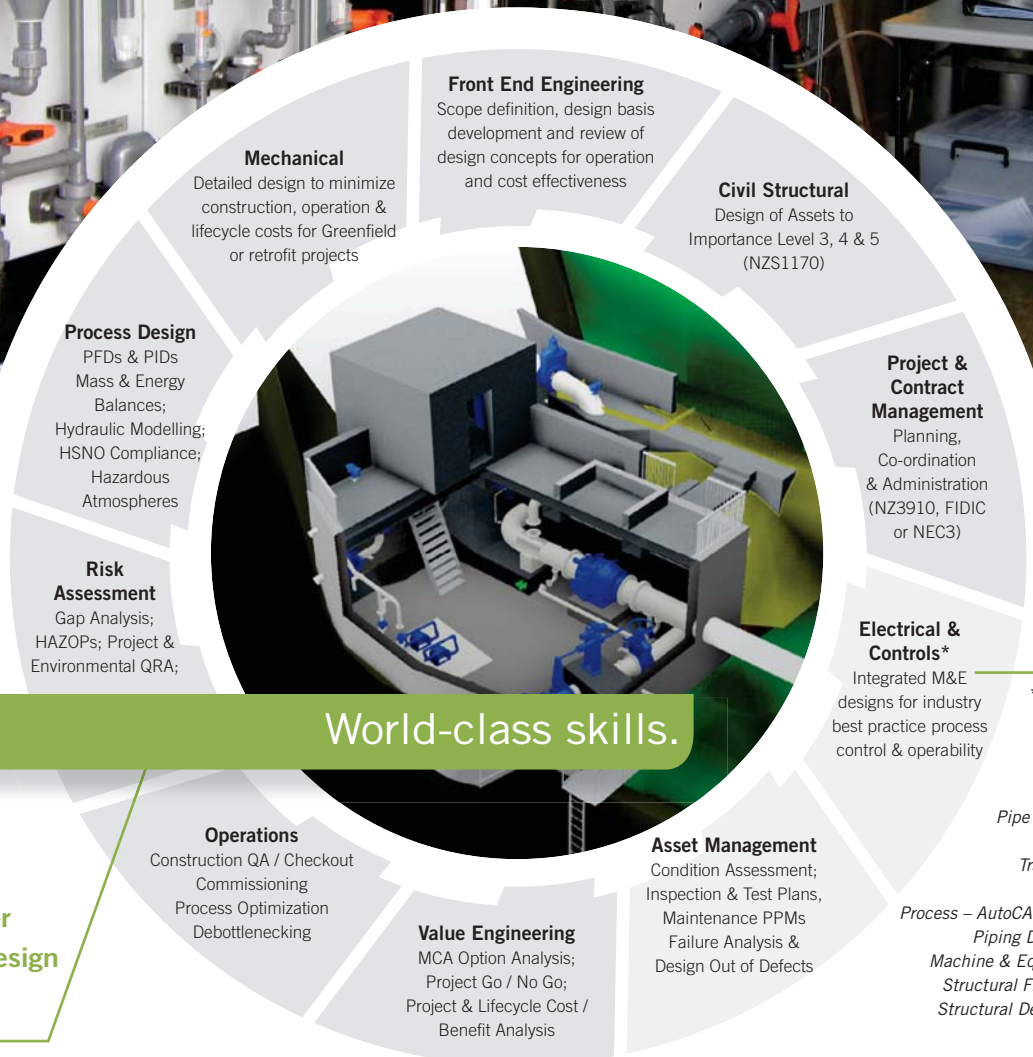 Front End Engineering
Scope definition, design basis
development and review of
design concepts for operation
and cost effectiveness
Civil Structural
Design of Assets to
Importance Level 3, 4 & 5
(NZS1170)
Project &
Contract
Management
Planning,
Co-ordination
& Administration
(NZ3910, FIDIC
or NEC3)
Electrical &
Controls*
Integrated M&E
designs for industry
best practice process
control & operability
Asset Management
Condition Assessment;
Inspection & Test Plans,
Maintenance PPMs
Failure Analysis &
Design Out of Defects
Value Engineering
MCA Option Analysis;
Project Go / No Go;
Project & Lifecycle Cost /
Benefit Analysis
Operations
Construction QA / Checkout
Commissioning
Process Optimization
Debottlenecking
Risk
Assessment
Gap Analysis;
HAZOPs; Project &
Environmental QRA;
Process Design
PFDs & PIDs
Mass & Energy
Balances;
Hydraulic Modelling;
HSNO Compliance;
Hazardous
Atmospheres
Mechanical
Detailed design to minimize
construction, operation &
lifecycle costs for Greenfield
or retrofit projects
World-class skills.
*
Pipe
Process –
Piping
Machine &
Structural
Structural